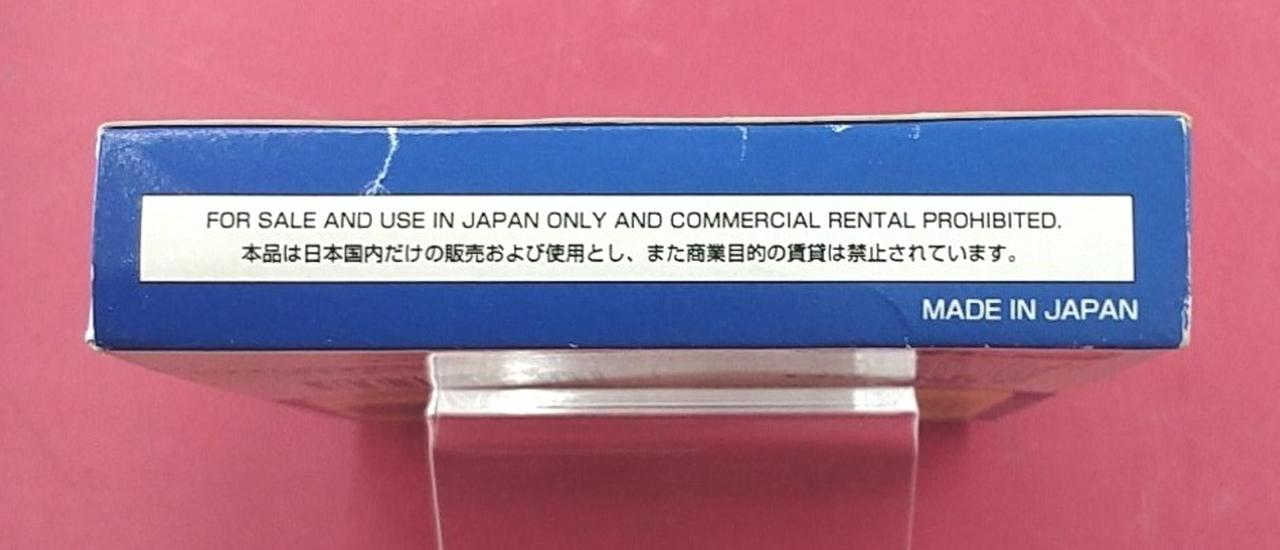 FOR SALE AND USE IN JAPAN ONLY AND COMMERCIAL RENTAL PROHIBITED.
本品は日本国内だけの販売および使用とし、また商業目的の賃貸は禁止されています。
MADE IN JAPAN